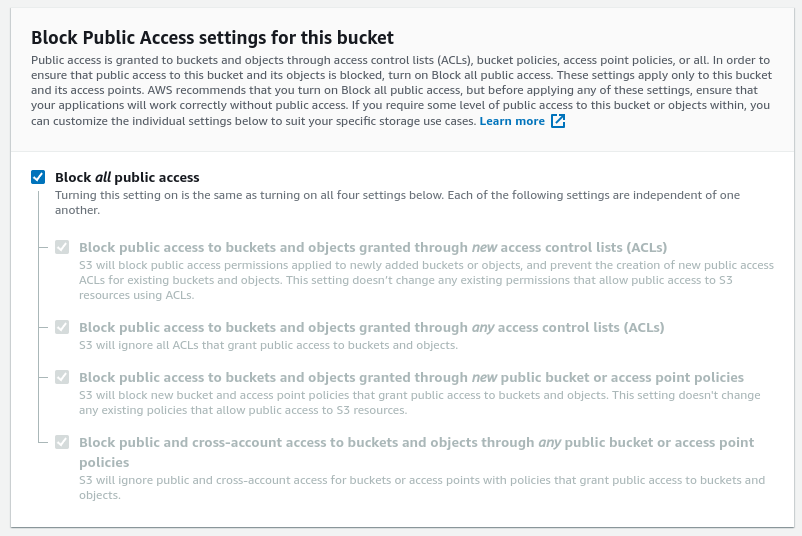 Block Public Access settings for this bucket
Public access is granted to buckets and objects through access control lists (ACLs), bucket policies, access point policies, or all. In order to
ensure that public access to this bucket and its objects is blocked, turn on Block all public access. These settings apply only to this bucket
and its access points. AWS recommends that you turn on Block all public access, but before applying any of these settings, ensure that
your applications will work correctly without public access. If you require some level of public access to this bucket or objects within, you
can customize the individual settings below to suit your specific storage use cases. Learn more
Block all public access
Turning this setting on is the same as turning on all four settings below. Each of the following settings are independent of one
another.
Block public access to buckets and objects granted through new access control lists (ACLs)
S3 will block public access permissions applied to newly added buckets or objects, and prevent the creation of new public access
ACLs for existing buckets and objects. This setting doesn't change any existing permissions that allow public access to S3
resources using ACLs.
Block public access to buckets and objects granted through any access control lists (ACLs)
S3 will ignore all ACLs that grant public access to buckets and objects.
Block public access to buckets and objects granted through new public bucket or access point policies
S3 will block new bucket and access point policies that grant public access to buckets and objects. This setting doesn't change
any existing policies that allow public access to S3 resources.
Block public and cross-account access to buckets and objects through any public bucket or access point
policies
S3 will ignore public and cross-account access for buckets or access points with policies that grant public access to buckets and
objects.